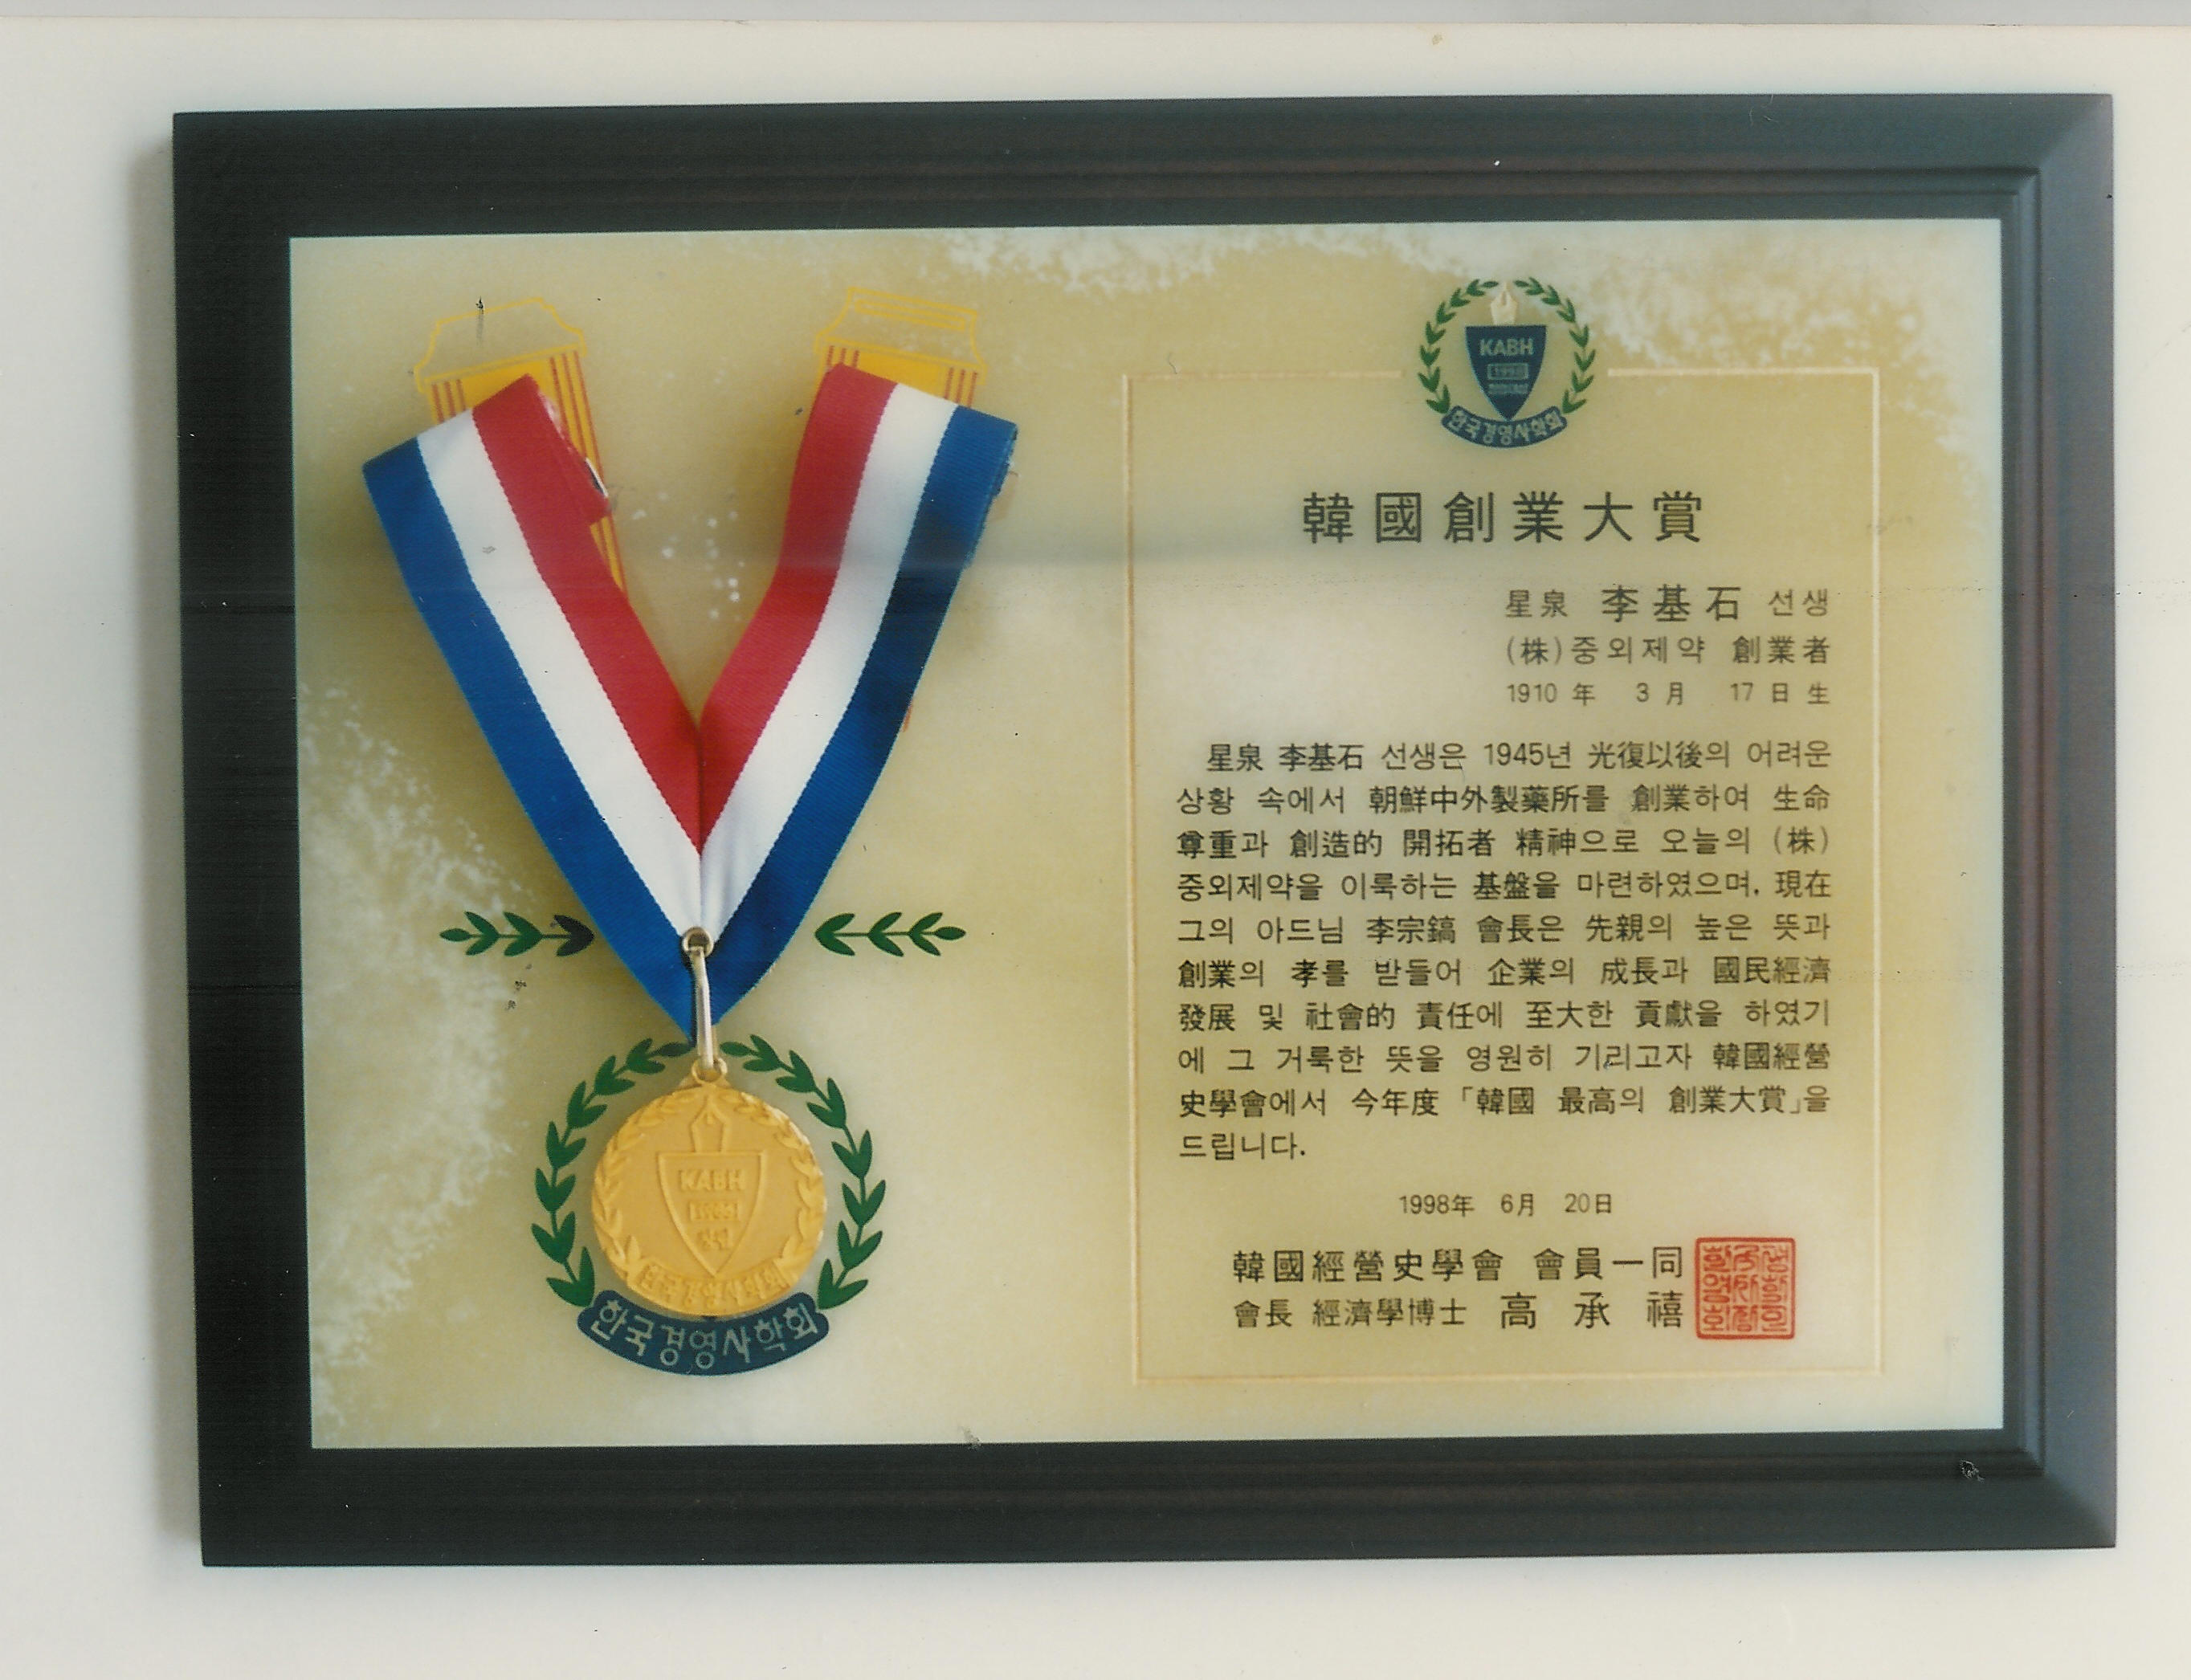 KABH
한국경영사학회
韓國創業大賞
星泉 李基石 선생
(株)중외제약 創業者
1910 年 3 月 17 日 生
星泉 李基石 선생은 1945년 光復以後의 어려운
상황 속에서 朝鮮中外製藥所를 創業하여 生命
尊重과 創造的 開拓者 精神으로 오늘의 (株)
중외제약을 이룩하는 基盤을 마련하였으며, 現在
그의 아드님 李宗鎬 會長은 先親의 높은 뜻과
創業의 孝를 받들어 企業의 成長과 國民經濟
發展 및 社會的 責任에 至大한 貢獻을 하였기
에 그 거룩한 뜻을 영원히 기리고자 韓國經營
史學會에서 今年度 「韓國 最高의 創業大賞」을
드립니다.
1998年 6月 20日
韓國經營史學會 會員一同
會長 經濟學博士 高承禧
KABH
한국경영사학회